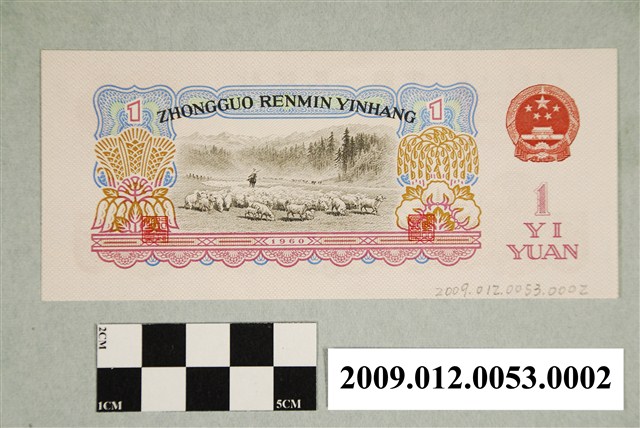 1
ZHONGGUO RENMIN YINHANG
1
1960
1
YI
YUAN
2009.012.0053.0002
2CM
1CM
5CM
2009.012.0053.0002